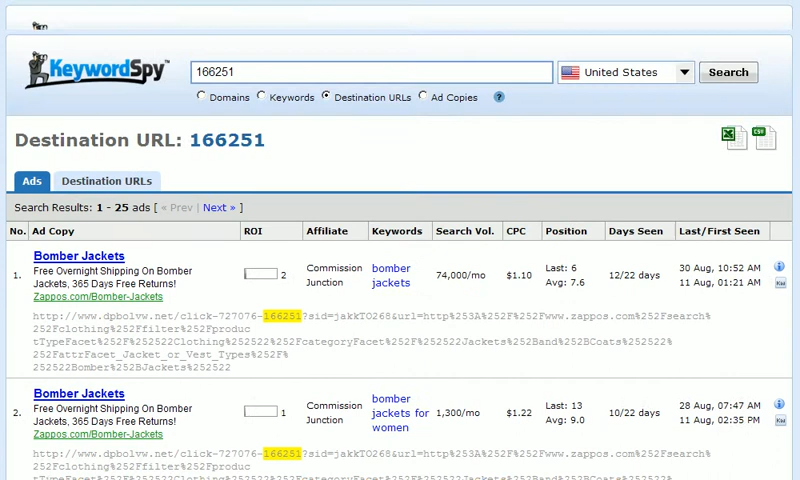 KeywordSpy™
166251
United States
Search
Domains Keywords Destination URLs Ad Copies ?
Destination URL: 166251
CSV
Ads Destination URLs
Search Results: 1 - 25 ads [ « Prev | Next » ]
No. Ad Copy ROI Affiliate Keywords Search Vol. CPC Position Days Seen Last/First Seen
1. Bomber Jackets
Free Overnight Shipping On Bomber
Jackets, 365 Days Free Returns!
Zappos.com/Bomber-Jackets
2
Commission
Junction
bomber
jackets
74,000/mo
$1.10
Last: 6
Avg: 7.6
12/22 days
30 Aug, 10:52 AM
11 Aug, 01:21 AM
http://www.dpbolvw.net/click-727076-166251?sid=jakkTO268&url=http%253A%252F%252Fwww.zappos.com%252Fsearch%
252Fclothing%252Ffilter%252Fproduc
tTypeFacet%252F%252522Clothing%252522%252FcategoryFacet%252F%252522Jackets%252Band%252BCoats%252522%
252FattrFacet_Jacket_or_Vest_Types%252F%
252522Bomber%252BJackets%252522
2. Bomber Jackets
Free Overnight Shipping On Bomber
Jackets, 365 Days Free Returns!
Zappos.com/Bomber-Jackets
1
Commission
Junction
bomber
jackets for
women
1,300/mo
$1.22
Last: 13
Avg: 9.0
10/22 days
28 Aug, 07:47 AM
11 Aug, 02:35 PM
http://www.dpbolvw.net/click-727076-166251?sid=jakkTO268&url=http%253A%252F%252Fwww.zappos.com%252Fsearch%
252Fclothing%252Ffilter%252Fproduc